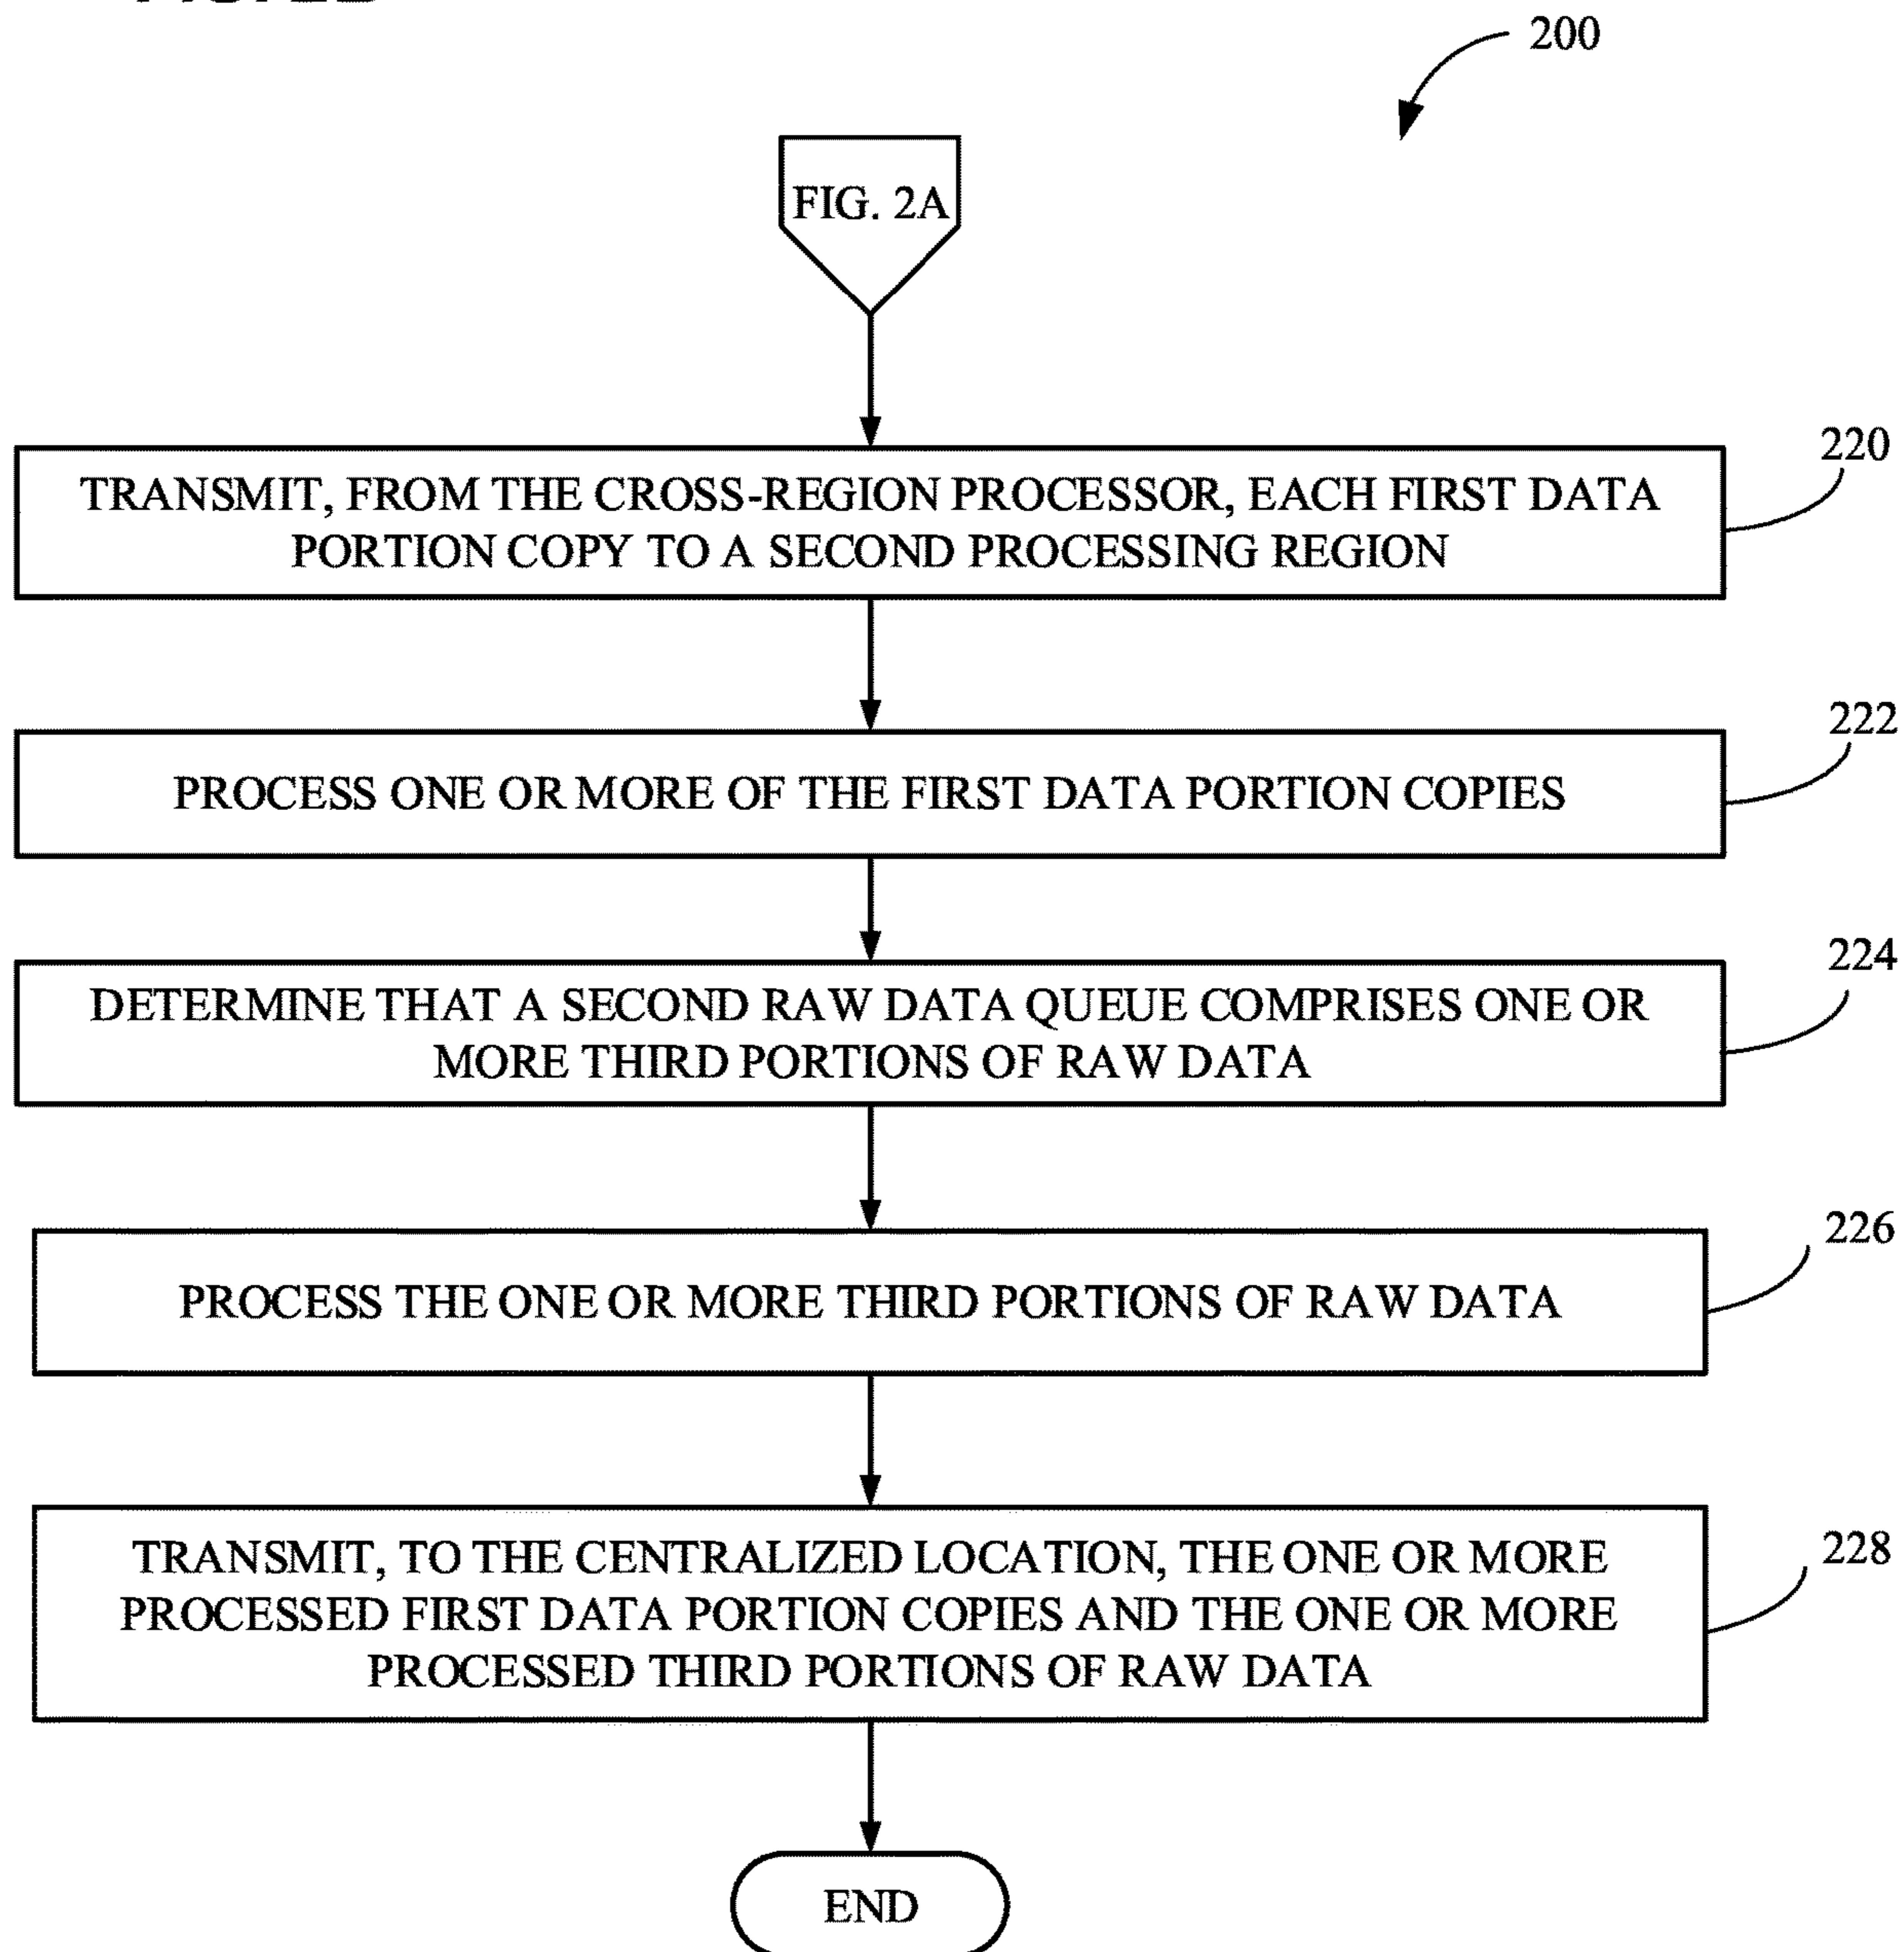 200
FIG. 2A
220
TRANSMIT, FROM THE CROSS-REGION PROCESSOR, EACH FIRST DATA
PORTION COPY TO A SECOND PROCESSING REGION
222
PROCESS ONE OR MORE OF THE FIRST DATA PORTION COPIES
224
DETERMINE THAT A SECOND RAW DATA QUEUE COMPRISES ONE OR
MORE THIRD PORTIONS OF RAW DATA
226
PROCESS THE ONE OR MORE THIRD PORTIONS OF RAW DATA
228
TRANSMIT, TO THE CENTRALIZED LOCATION, THE ONE OR MORE
PROCESSED FIRST DATA PORTION COPIES AND THE ONE OR MORE
PROCESSED THIRD PORTIONS OF RAW DATA
END